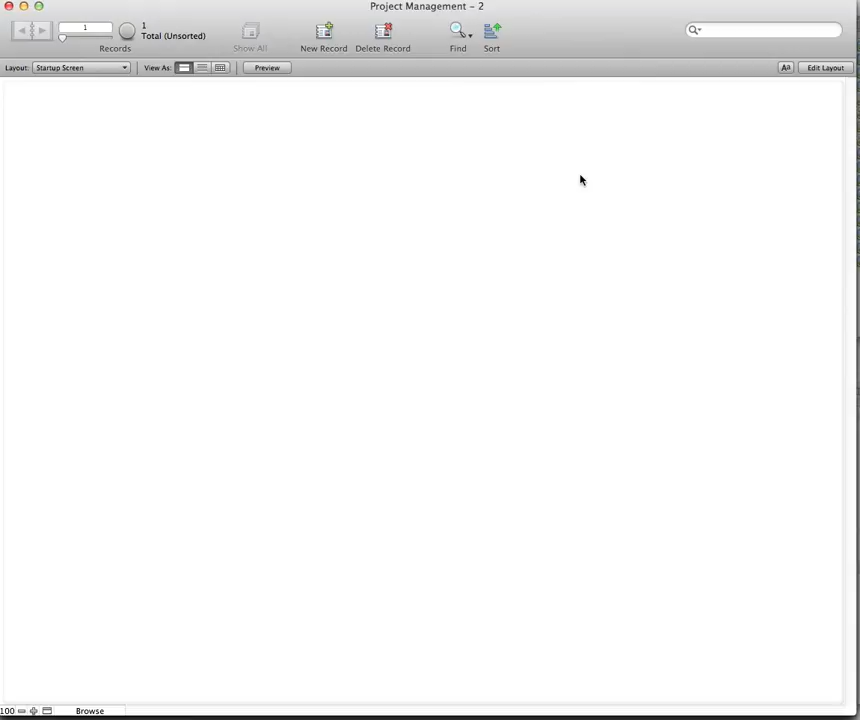 Project Management - 2
1
1
Total (Unsorted)
Records
Show All
New Record
Delete Record
Find
Sort
Layout:
Startup Screen
View As:
Preview
Aa
Edit Layout
100
Browse